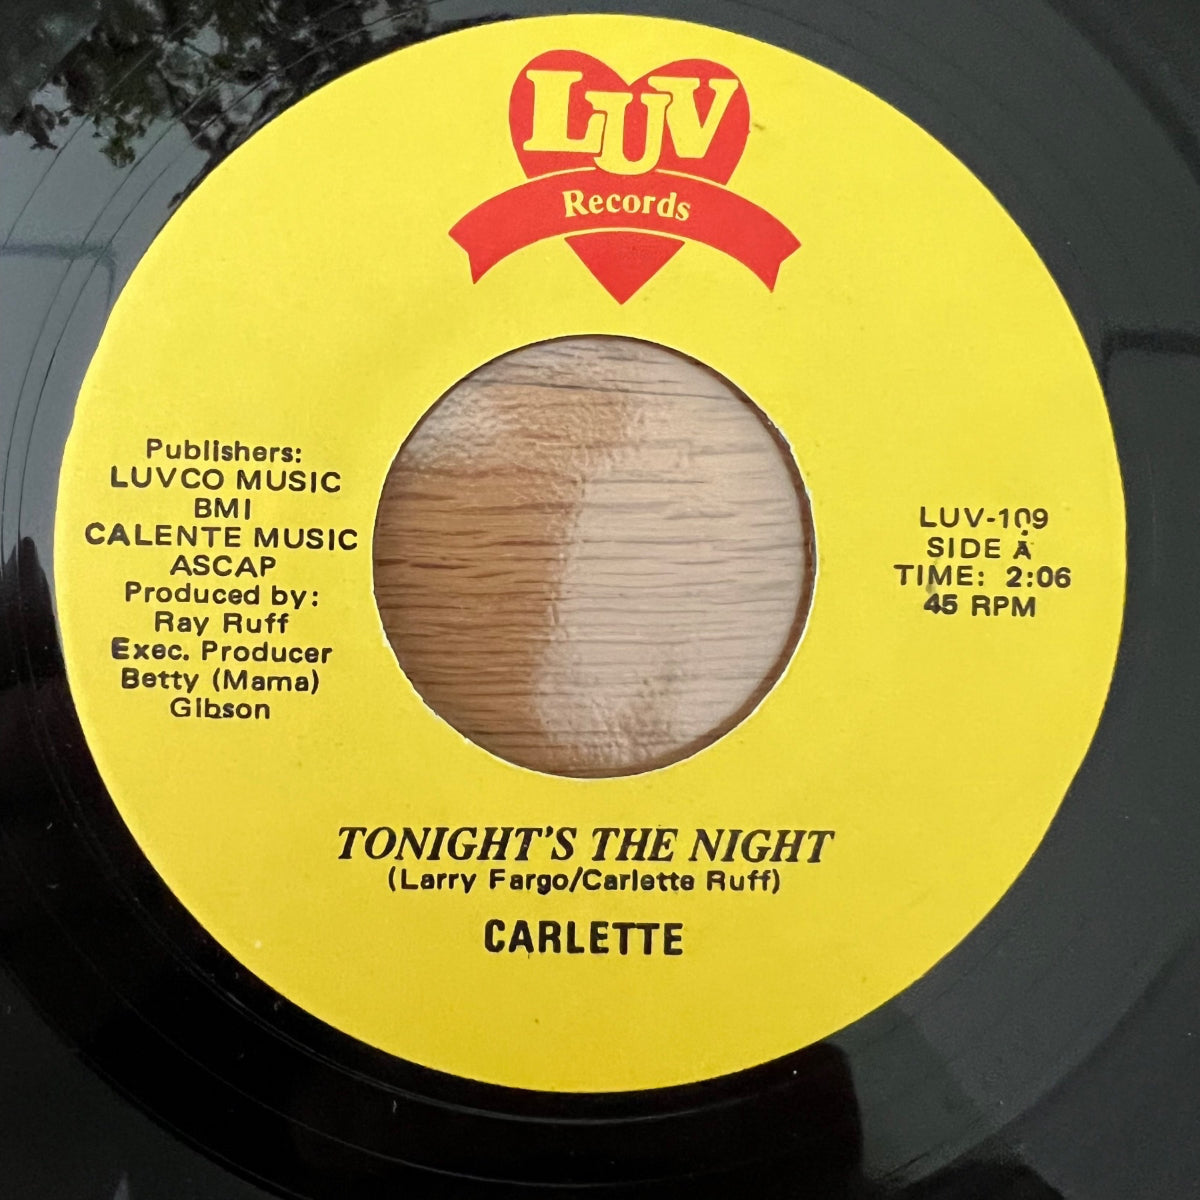 LUV
Records
Publishers:
LUVCO MUSIC
BMI
CALENTE MUSIC
ASCAP
Produced by:
Ray Ruff
Exec. Producer
Betty (Mama)
Gibson
LUV-109
SIDE A
TIME: 2:06
45 RPM
TONIGHT'S THE NIGHT
(Larry Fargo/Carlette Ruff)
CARLETTE